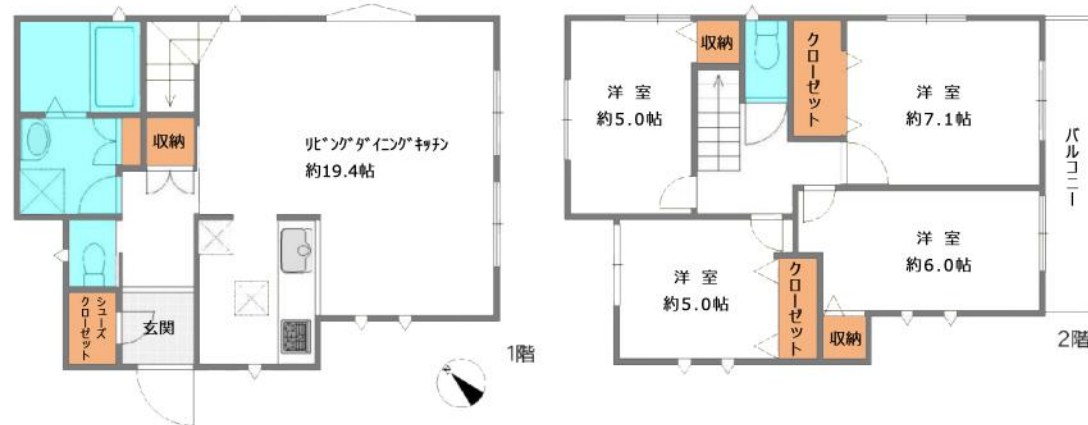 収納
リビングダイニングキッチン
約19.4帖
シューズ
クローゼット
玄関
1階
N
洋 室
約5.0帖
収納
クローゼット
洋 室
約7.1帖
バルコニー
洋 室
約5.0帖
クローゼット
洋 室
約6.0帖
収納
2階